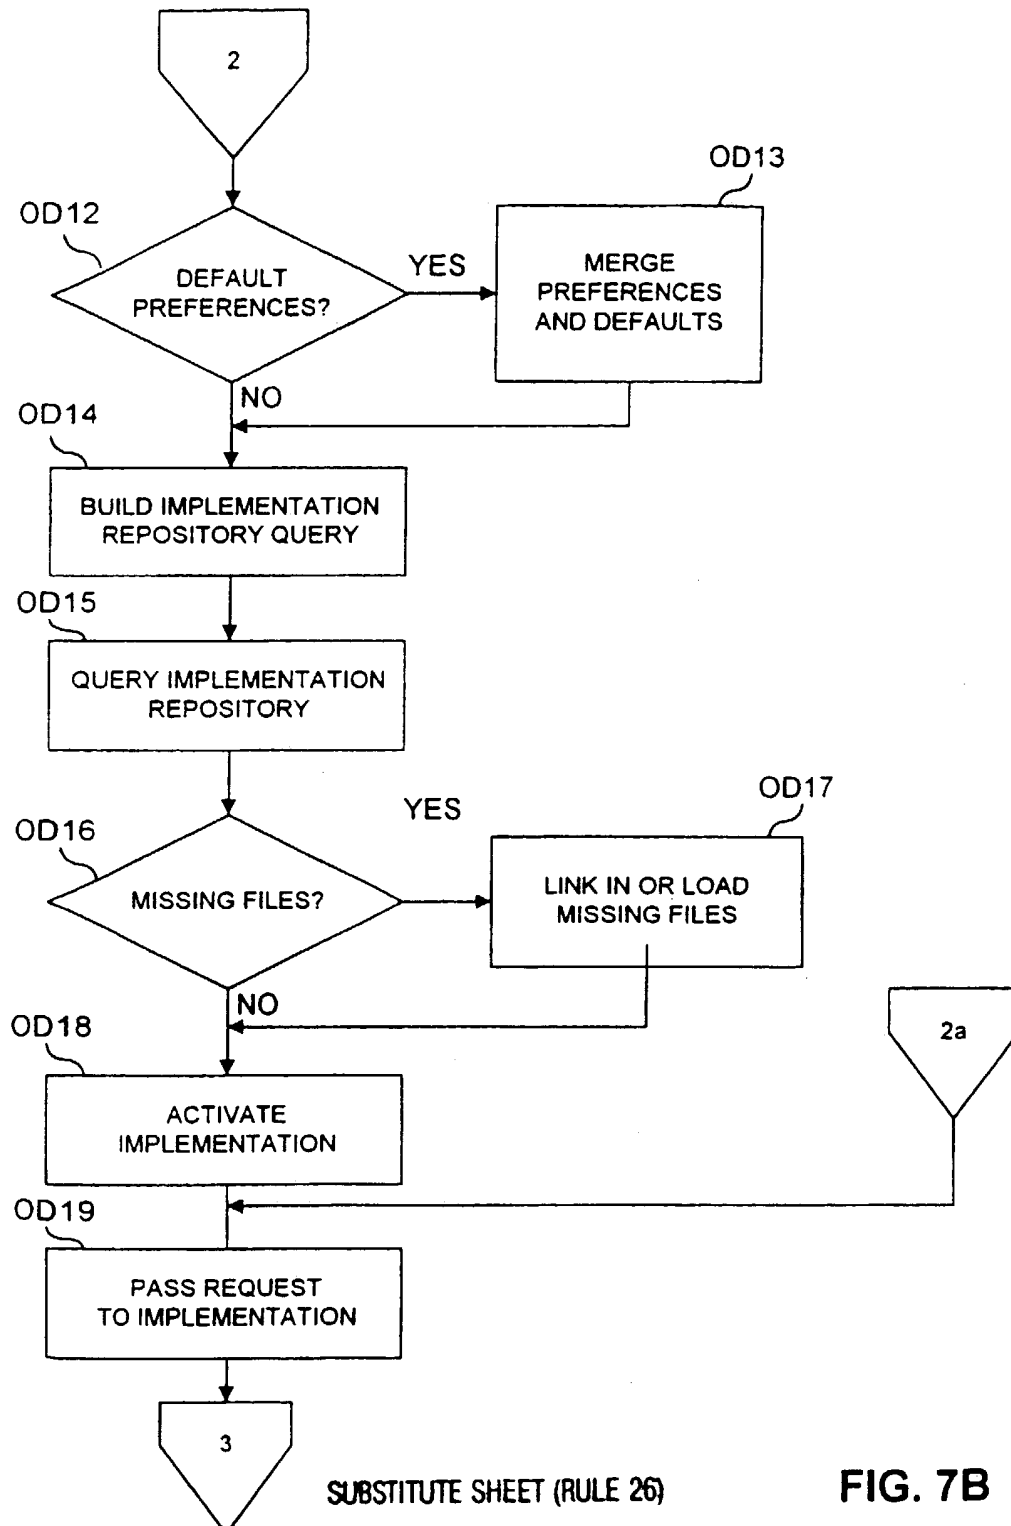 2
OD12
DEFAULT
PREFERENCES?
YES
OD13
MERGE
PREFERENCES
AND DEFAULTS
NO
OD14
BUILD IMPLEMENTATION
REPOSITORY QUERY
OD15
QUERY IMPLEMENTATION
REPOSITORY
OD16
MISSING FILES?
YES
OD17
LINK IN OR LOAD
MISSING FILES
NO
OD18
ACTIVATE
IMPLEMENTATION
2a
OD19
PASS REQUEST
TO IMPLEMENTATION
3
SUBSTITUTE SHEET (RULE 26)
FIG. 7B